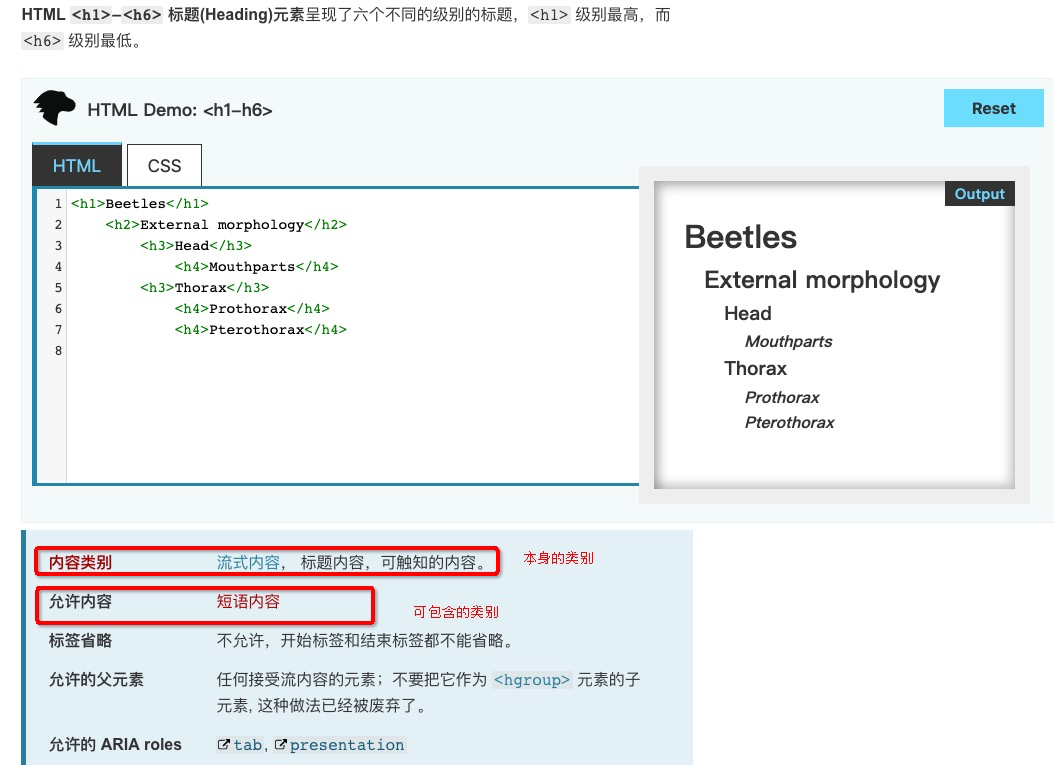 HTML <h1>–<h6> 标题(Heading)元素呈现了六个不同的级别的标题，<h1> 级别最高，而
<h6> 级别最低。
HTML Demo: <h1–h6>
Reset
HTML
CSS
1 <h1>Beetles</h1>
2 <h2>External morphology</h2>
3 <h3>Head</h3>
4 <h4>Mouthparts</h4>
5 <h3>Thorax</h3>
6 <h4>Prothorax</h4>
7 <h4>Pterothorax</h4>
8
Output
Beetles
External morphology
Head
Mouthparts
Thorax
Prothorax
Pterothorax
内容类别 流式内容， 标题内容，可触知的内容。 本身的类别
允许内容 短语内容 可包含的类别
标签省略 不允许，开始标签和结束标签都不能省略。
允许的父元素 任何接受流内容的元素；不要把它作为 <hgroup> 元素的子
元素, 这种做法已经被废弃了。
允许的 ARIA roles tab, presentation